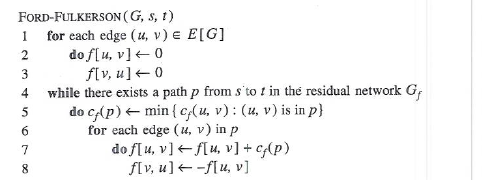 FORD-FULKERSON(G, s, t)
1 for each edge (u, v) ∈ E[G]
2 do f[u, v] ← 0
3 f[v, u] ← 0
4 while there exists a path p from s to t in the residual network G_f
5 do c_f(p) ← min {c_f(u, v) : (u, v) is in p}
6 for each edge (u, v) in p
7 do f[u, v] ← f[u, v] + c_f(p)
8 f[v, u] ← −f[u, v]